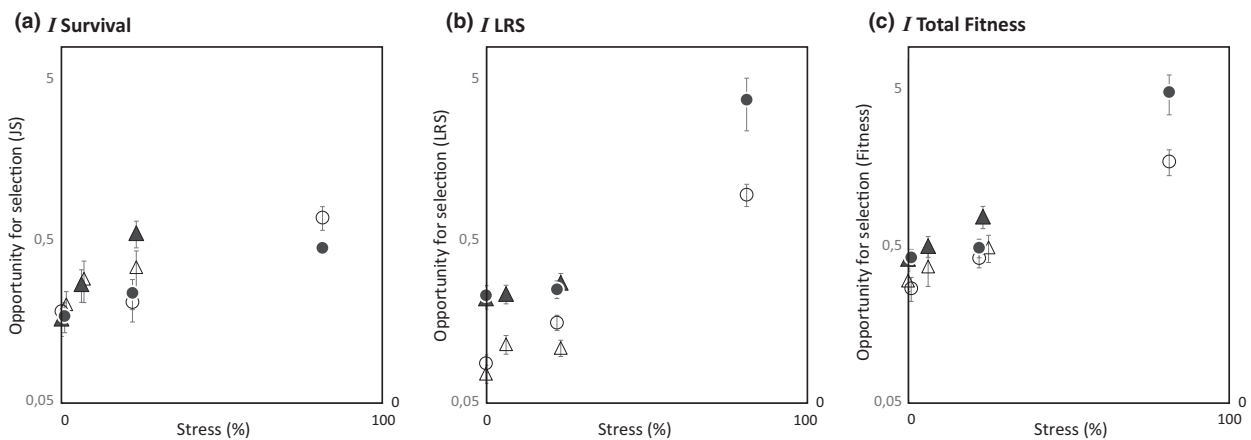 (a) I Survival
5
0,5
0,05
0
100
0
Stress (%)
Opportunity for selection (JS)
(b) I LRS
5
0,5
0,05
0
100
0
Stress (%)
Opportunity for selection (LRS)
(c) I Total Fitness
5
0,5
0,05
0
100
0
Stress (%)
Opportunity for selection (Fitness)